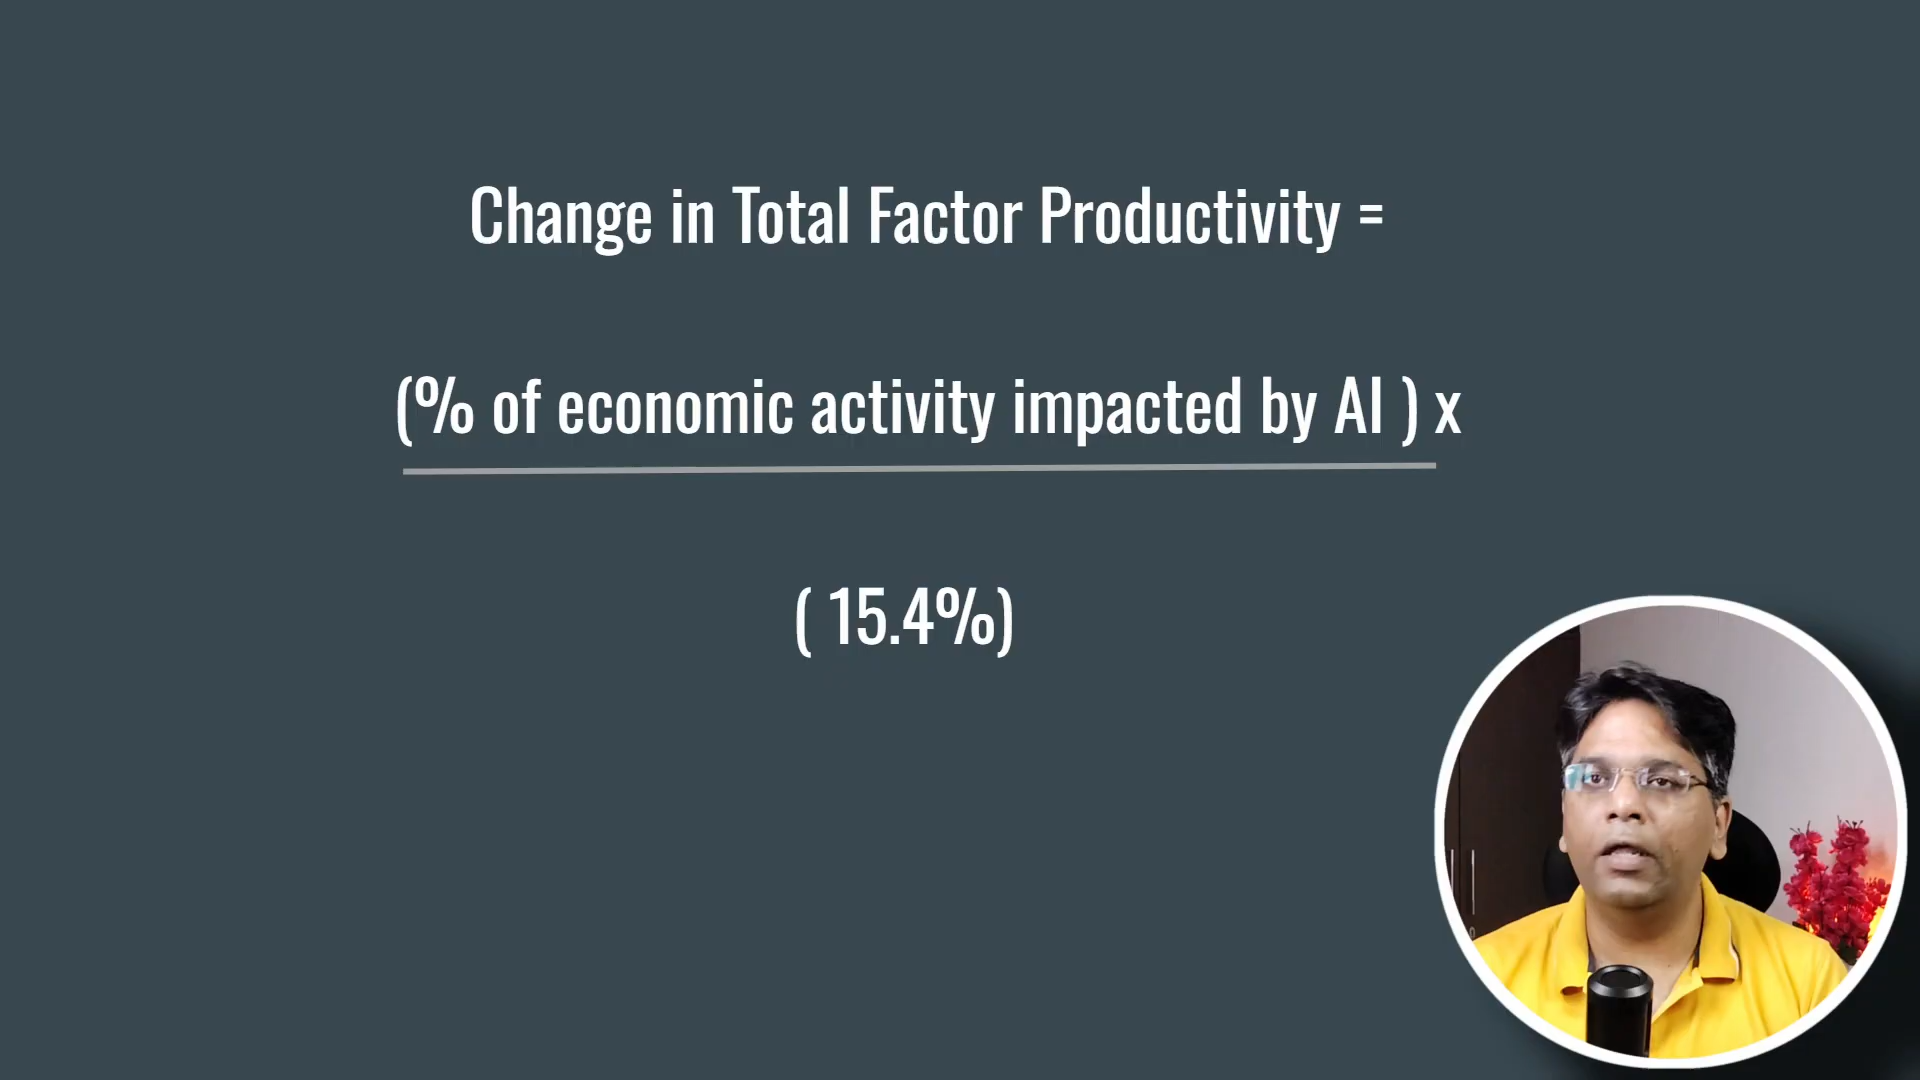 Change in Total Factor Productivity =
(% of economic activity impacted by AI ) x
( 15.4%)